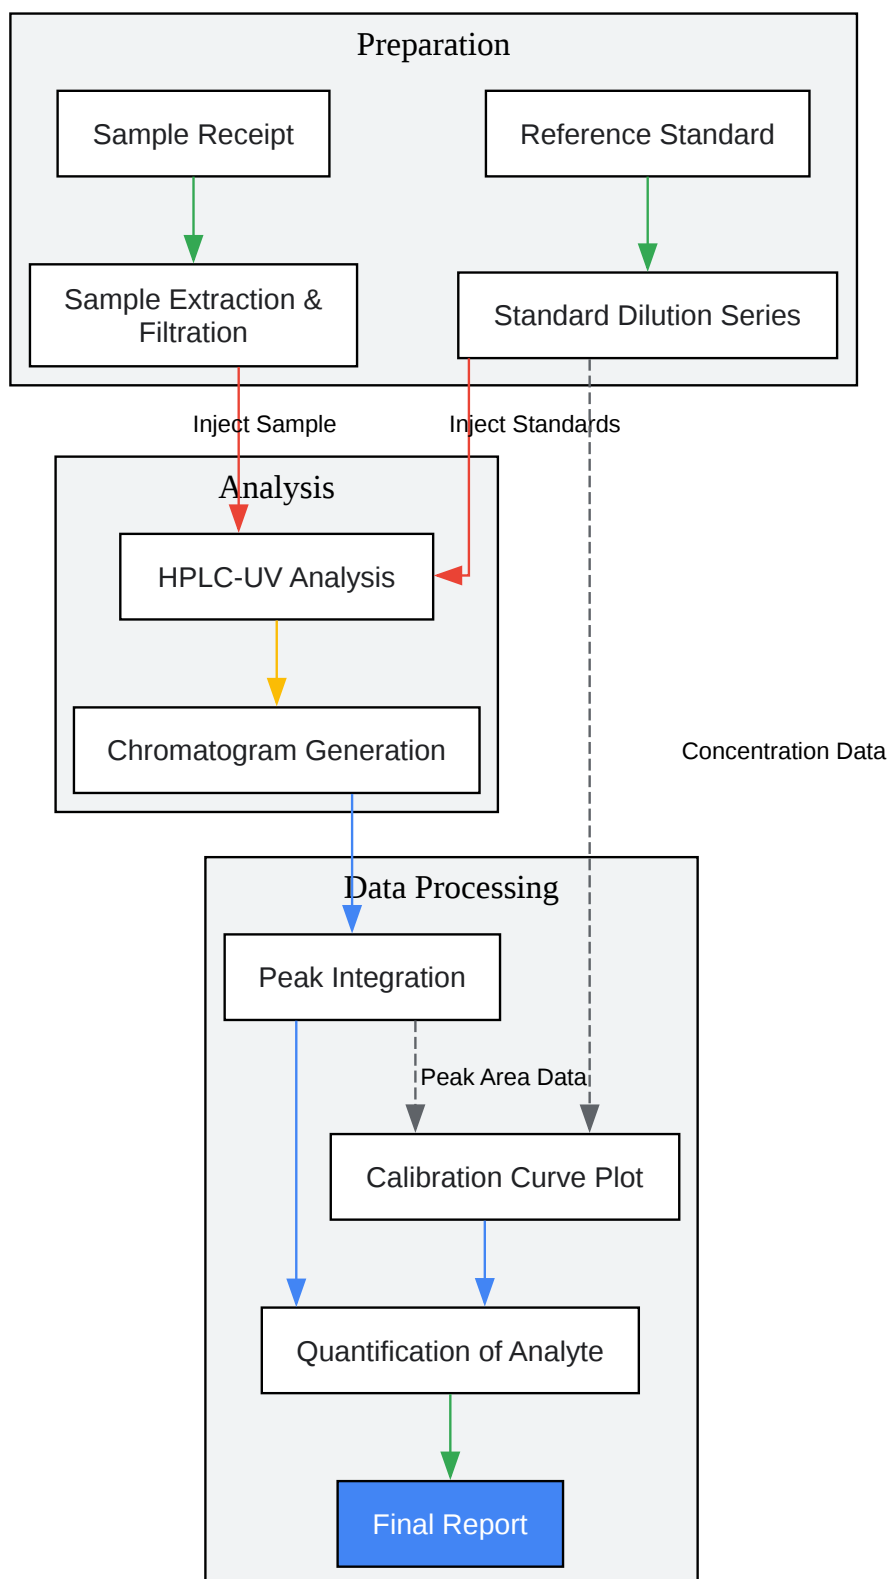 Preparation
Sample Receipt
Reference Standard
Sample Extraction &
Filtration
Standard Dilution Series
Inject Sample
Inject Standards
Analysis
HPLC-UV Analysis
Chromatogram Generation
Concentration Data
Data Processing
Peak Integration
Peak Area Data
Calibration Curve Plot
Quantification of Analyte
Final Report